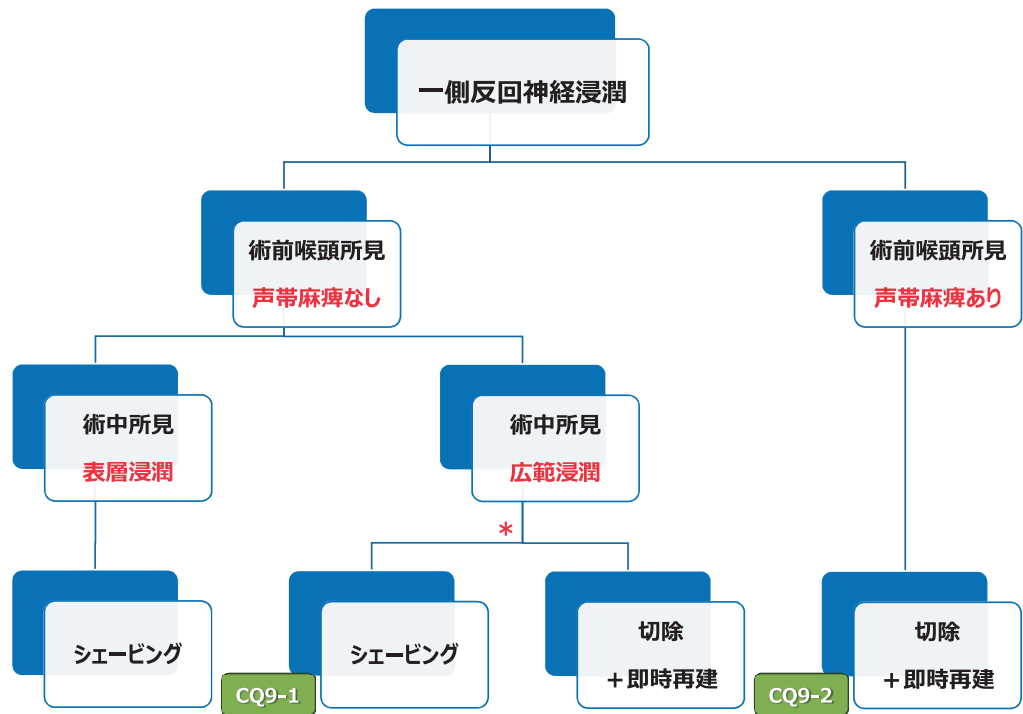 一側反回神経浸潤
術前喉頭所見
声帯麻痺なし
術前喉頭所見
声帯麻痺あり
術中所見
表層浸潤
術中所見
広範浸潤
*
シェービング
CQ9-1
シェービング
切除
+即時再建
CQ9-2
切除
+即時再建